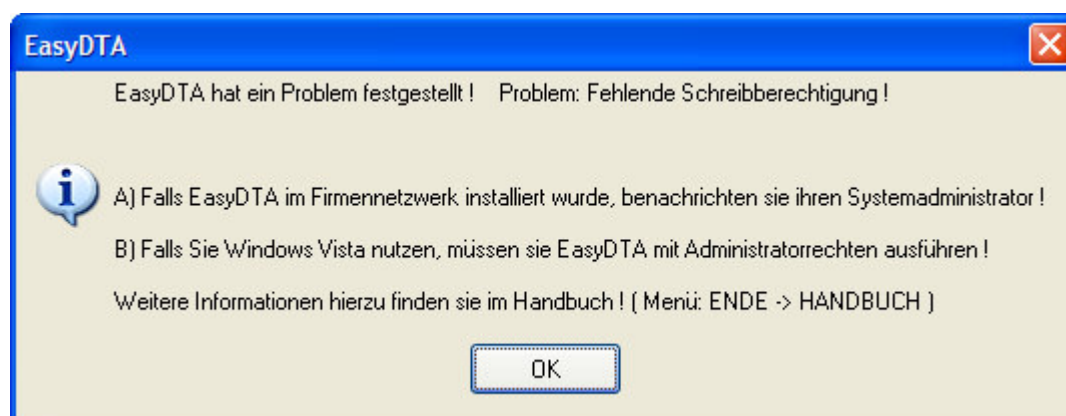 EasyDTA
EasyDTA hat ein Problem festgestellt ! Problem: Fehlende Schreibberechtigung !
A) Falls EasyDTA im Firmennetzwerk installiert wurde, benachrichten sie ihren Systemadministrator !
B) Falls Sie Windows Vista nutzen, müssen sie EasyDTA mit Administratorrechten ausführen !
Weitere Informationen hierzu finden sie im Handbuch ! ( Menü: ENDE -> HANDBUCH )
OK